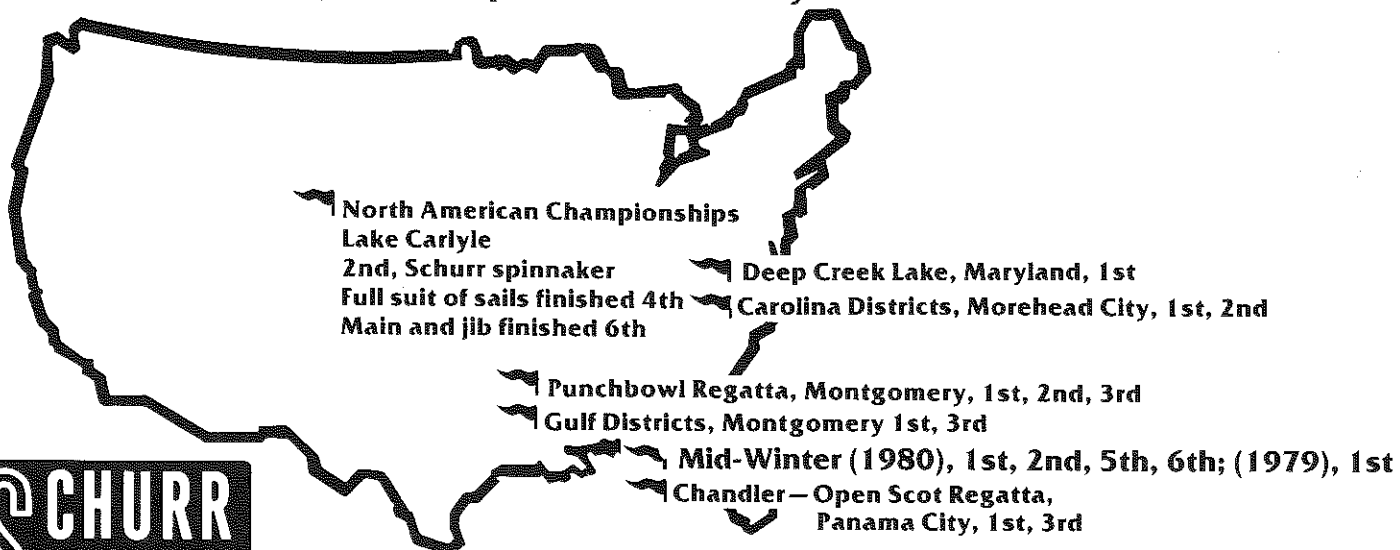 North American Championships
Lake Carlyle
2nd, Schurr spinnaker
Full suit of sails finished 4th
Main and jib finished 6th
Deep Creek Lake, Maryland, 1st
Carolina Districts, Morehead City, 1st, 2nd
Punchbowl Regatta, Montgomery, 1st, 2nd, 3rd
Gulf Districts, Montgomery 1st, 3rd
Mid-Winter (1980), 1st, 2nd, 5th, 6th; (1979), 1st
Chandler—Open Scot Regatta,
Panama City, 1st, 3rd
CHURR